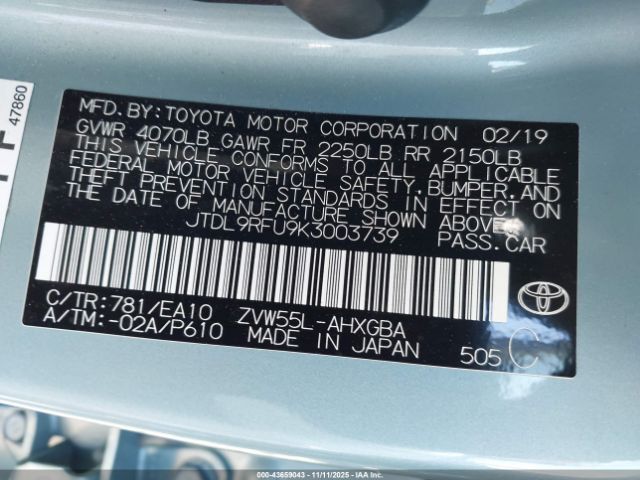 47860
MFD.BY:TOYOTA MOTOR CORPORATION 02/19
GVWR 4070LB GAWR FR 2250LB RR 2150LB
THIS VEHICLE CONFORMS TO ALL APPLICABLE
FEDERAL MOTOR VEHICLE SAFETY,BUMPER,AND
THEFT PREVENTION STANDARDS IN EFFECT ON
THE DATE OF MANUFACTURE SHOWN ABOVE.
JTDL9RFU9K3003739 PASS.CAR
C/TR:781/EA10 ZVW55L-AHXGBA
A/TM:-02A/P610 MADE IN JAPAN
505 C
TOYOTA
000-43659043 - 11/11/2025 - IAAHQCPUBLIC